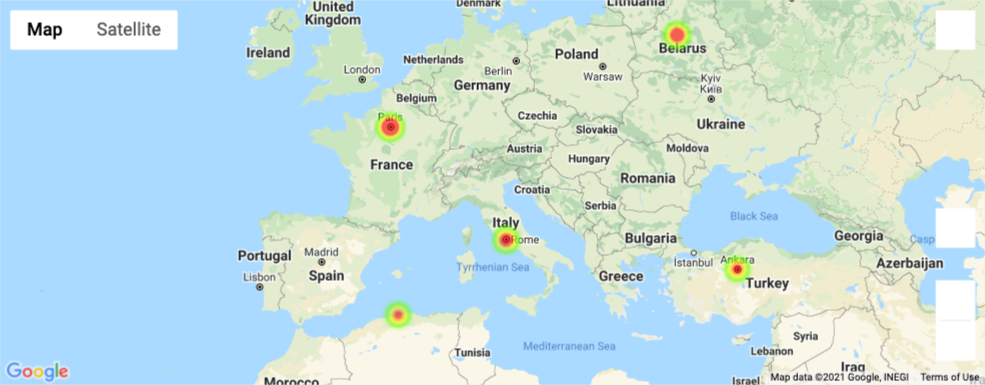 Map
Satellite
United
Kingdom
Denmark
Lithuania
Ireland
London
Netherlands
Berlin
Poland
Warsaw
Belarus
Germany
Belgium
Kyiv
Київ
Paris
Czechia
Ukraine
Slovakia
France
Austria
Hungary
Moldova
Croatia
Romania
Serbia
Italy
Black Sea
Rome
Bulgaria
Georgia
Casp
Portugal
Madrid
Spain
Lisbon
Tyrrhenian Sea
Greece
İstanbul
Ankara
Turkey
Azerbaijan
Tunisia
Mediterranean Sea
Syria
Lebanon
Iraq
Israel
Morocco
Google
Map data ©2021 Google, INEGI
Terms of Use